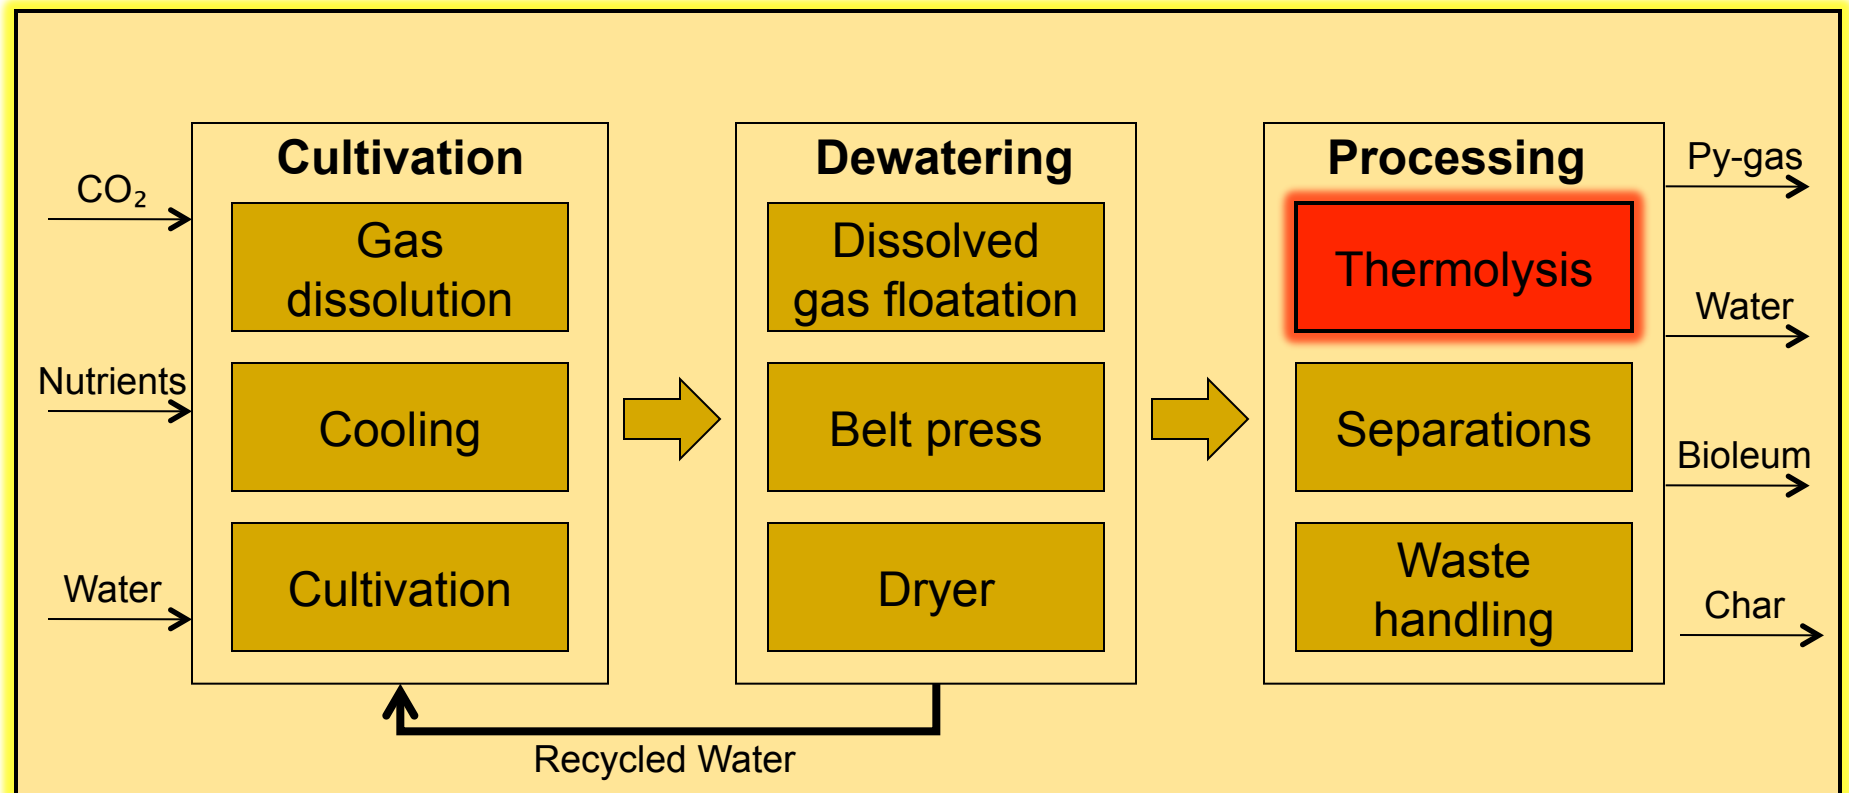 CO₂
Nutrients
Water
Cultivation
Gas
dissolution
Cooling
Cultivation
Dewatering
Dissolved
gas floatation
Belt press
Dryer
Processing
Thermolysis
Separations
Waste
handling
Py-gas
Water
Bioleum
Char
Recycled Water